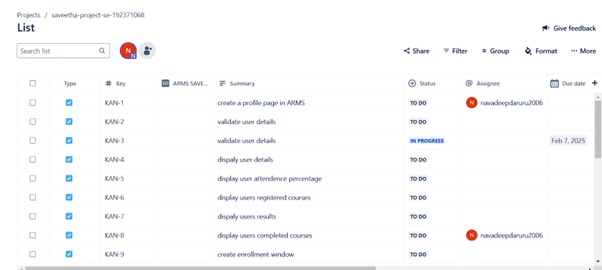 Projects / saveetha-project-se-192371068
List
Give feedback
Search list
N
N
Share
Filter
Group
Format
More
Type # Key ARMS SAVE... Summary Status @ Assignee Due date +
KAN-1 create a profile page in ARMS TO DO N navadeepdaruru2006
KAN-2 validate user details TO DO
KAN-3 validate user details IN PROGRESS Feb 7, 2025
KAN-4 dispaly user details TO DO
KAN-5 display users attendence percentage TO DO
KAN-6 display users registered courses TO DO
KAN-7 dispaly users results TO DO
KAN-8 display users completed courses TO DO N navadeepdaruru2006
KAN-9 create enrollment window TO DO